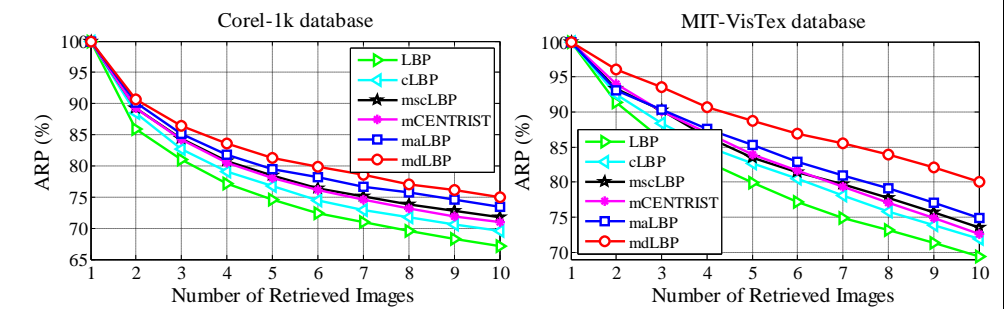 Corel-1k database
100
95
90
85
80
75
70
65
1 2 3 4 5 6 7 8 9 10
ARP (%)
Number of Retrieved Images
LBP
cLBP
mscLBP
mCENTRIST
maLBP
mdLBP
MIT-VisTex database
100
95
90
85
80
75
70
1 2 3 4 5 6 7 8 9 10
ARP (%)
Number of Retrieved Images
LBP
cLBP
mscLBP
mCENTRIST
maLBP
mdLBP